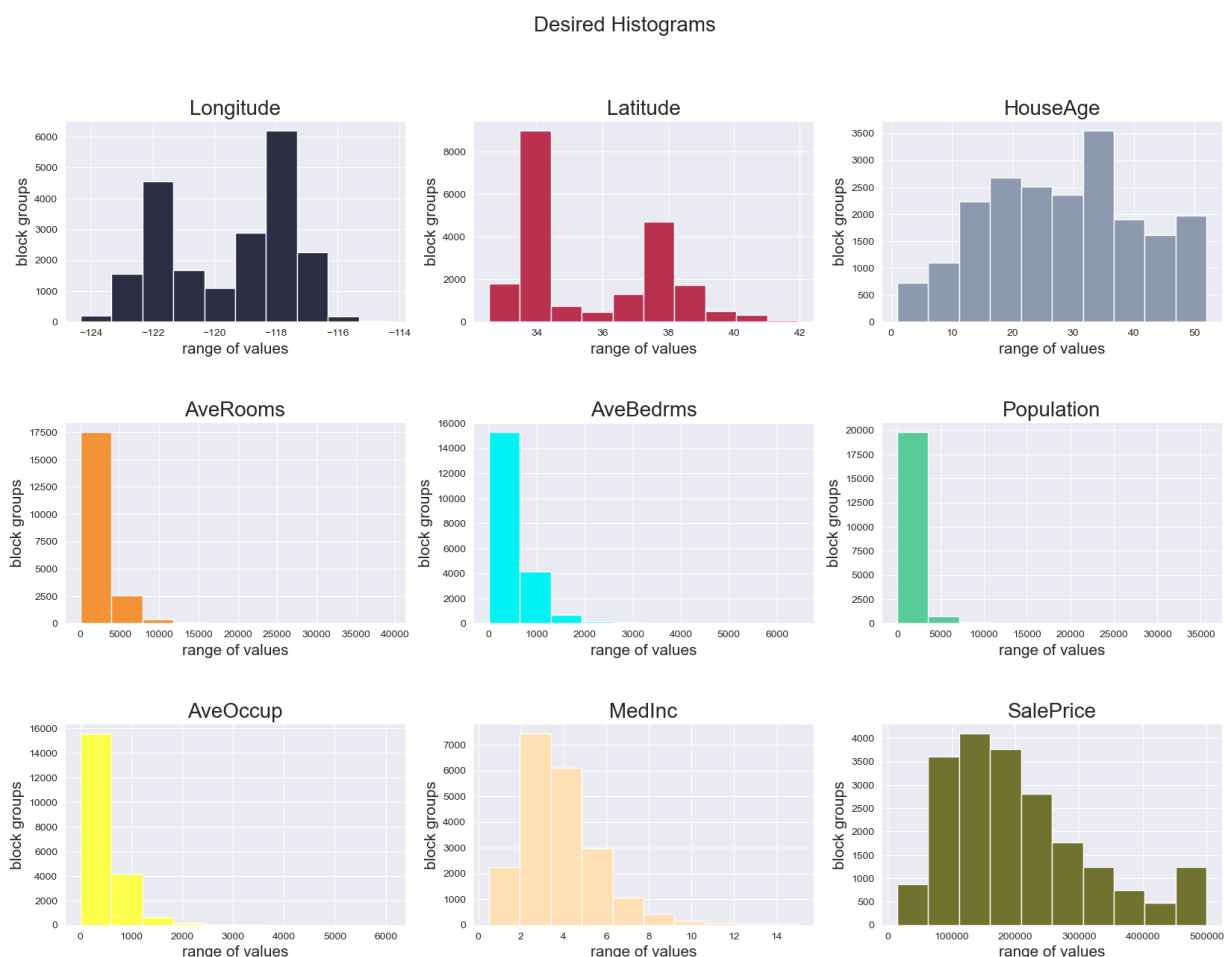 Desired Histograms
Longitude
6000
5000
4000
3000
2000
1000
0
block groups
−124 −122 −120 −118 −116 −114
range of values
Latitude
8000
6000
4000
2000
0
block groups
34 36 38 40 42
range of values
HouseAge
3500
3000
2500
2000
1500
1000
500
0
block groups
0 10 20 30 40 50
range of values
AveRooms
17500
15000
12500
10000
7500
5000
2500
0
block groups
0 5000 10000 15000 20000 25000 30000 35000 40000
range of values
AveBedrms
16000
14000
12000
10000
8000
6000
4000
2000
0
block groups
0 1000 2000 3000 4000 5000 6000
range of values
Population
20000
17500
15000
12500
10000
7500
5000
2500
0
block groups
0 5000 10000 15000 20000 25000 30000 35000
range of values
AveOccup
16000
14000
12000
10000
8000
6000
4000
2000
0
block groups
0 1000 2000 3000 4000 5000 6000
range of values
MedInc
7000
6000
5000
4000
3000
2000
1000
0
block groups
0 2 4 6 8 10 12 14
range of values
SalePrice
4000
3500
3000
2500
2000
1500
1000
500
0
block groups
0 100000 200000 300000 400000 500000
range of values